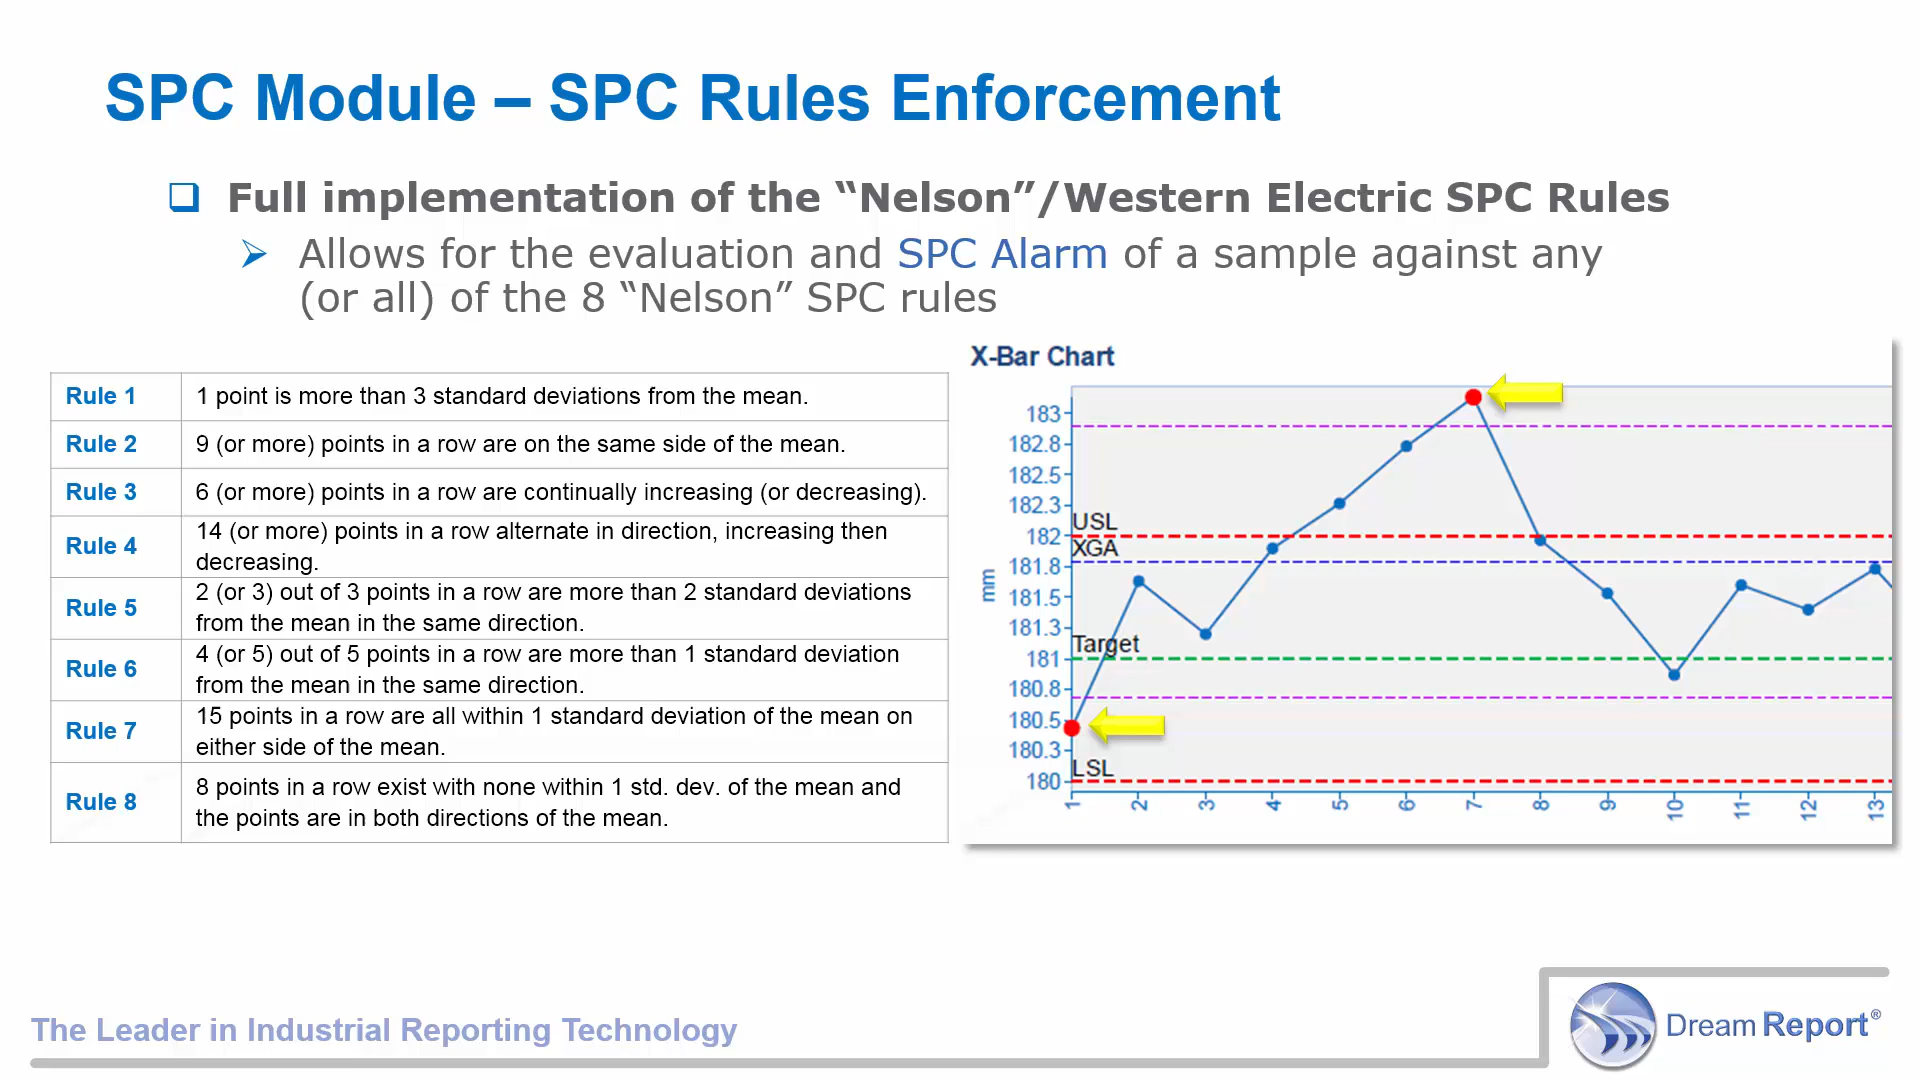 SPC Module – SPC Rules Enforcement
Full implementation of the “Nelson”/Western Electric SPC Rules
Allows for the evaluation and SPC Alarm of a sample against any
(or all) of the 8 “Nelson” SPC rules
Rule 1 1 point is more than 3 standard deviations from the mean.
Rule 2 9 (or more) points in a row are on the same side of the mean.
Rule 3 6 (or more) points in a row are continually increasing (or decreasing).
Rule 4 14 (or more) points in a row alternate in direction, increasing then
decreasing.
Rule 5 2 (or 3) out of 3 points in a row are more than 2 standard deviations
from the mean in the same direction.
Rule 6 4 (or 5) out of 5 points in a row are more than 1 standard deviation
from the mean in the same direction.
Rule 7 15 points in a row are all within 1 standard deviation of the mean on
either side of the mean.
Rule 8 8 points in a row exist with none within 1 std. dev. of the mean and
the points are in both directions of the mean.
X-Bar Chart
183
182.8
182.5
182.3
USL
182
XGA
181.8
mm
181.5
181.3
Target
181
180.8
180.5
180.3
LSL
180
1 2 3 4 5 6 7 8 9 10 11 12 13
The Leader in Industrial Reporting Technology
Dream Report®